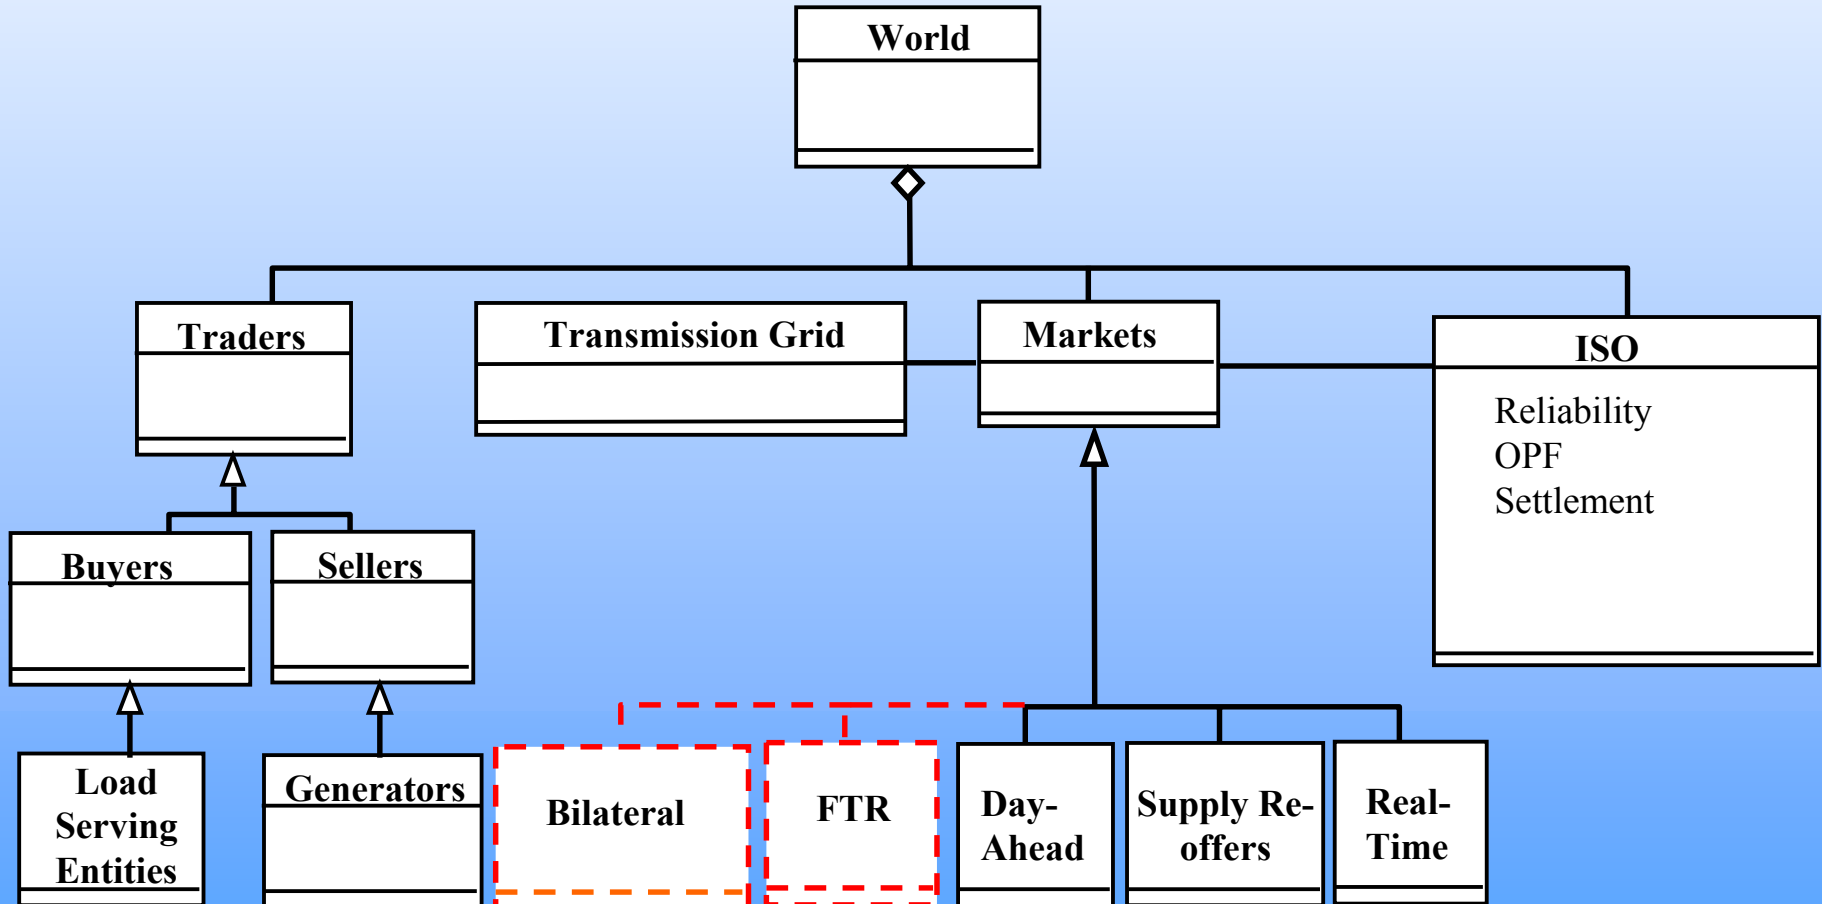 World
Traders
Transmission Grid
Markets
ISO
Reliability
OPF
Settlement
Buyers
Sellers
Load
Serving
Entities
Generators
Bilateral
FTR
Day-
Ahead
Supply Re-
offers
Real-
Time